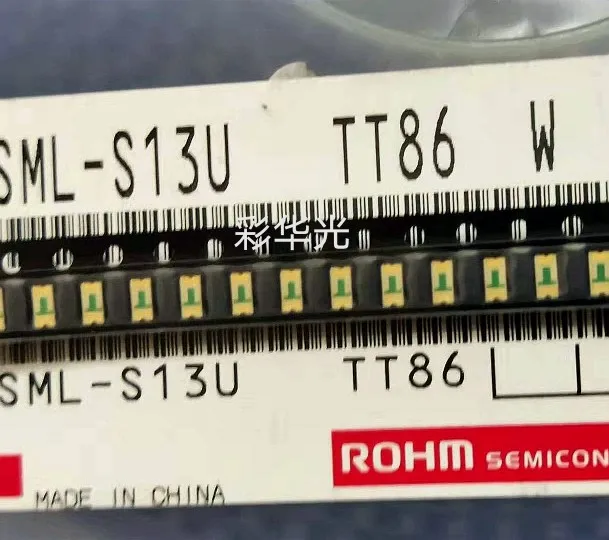 SML-S13U TT86 W
彩华光
SML-S13U TT86
ROHM SEMICON
MADE IN CHINA